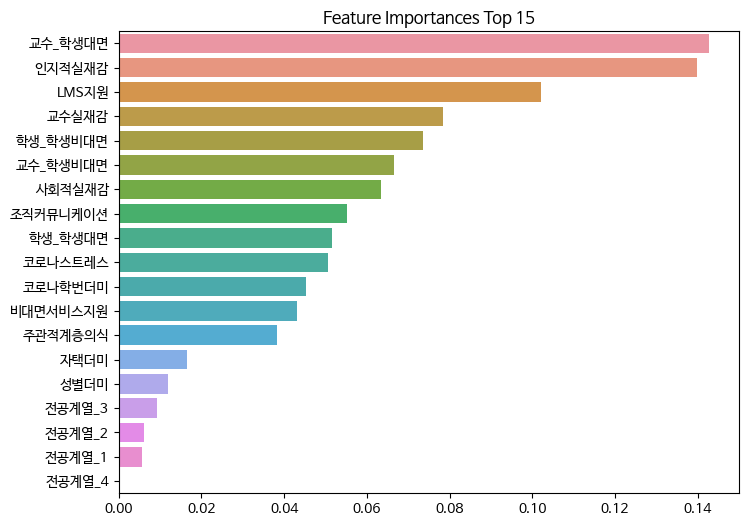 Feature Importances Top 15
교수_학생대면
인지적실재감
LMS지원
교수실재감
학생_학생비대면
교수_학생비대면
사회적실재감
조직커뮤니케이션
학생_학생대면
코로나스트레스
코로나학번더미
비대면서비스지원
주관적계층의식
자택더미
성별더미
전공계열_3
전공계열_2
전공계열_1
전공계열_4
0.00 0.02 0.04 0.06 0.08 0.10 0.12 0.14